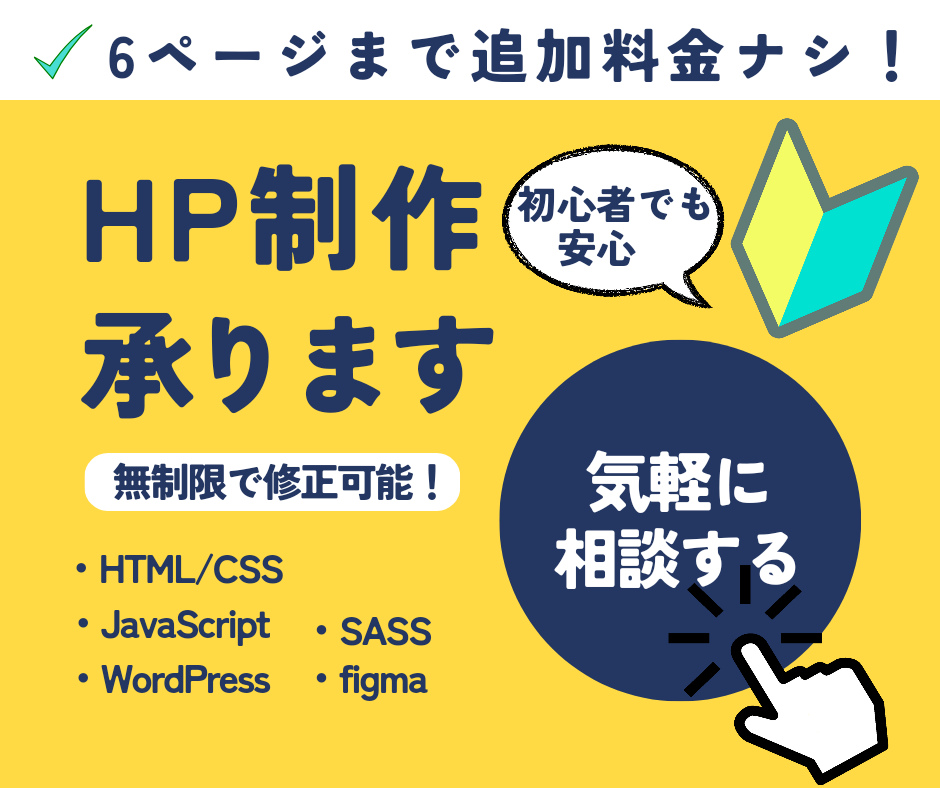 6ページまで追加料金ナシ！
HP制作
承ります
初心者でも
安心
無制限で修正可能！
・HTML/CSS
・JavaScript
・WordPress
・SASS
・figma
気軽に
相談する